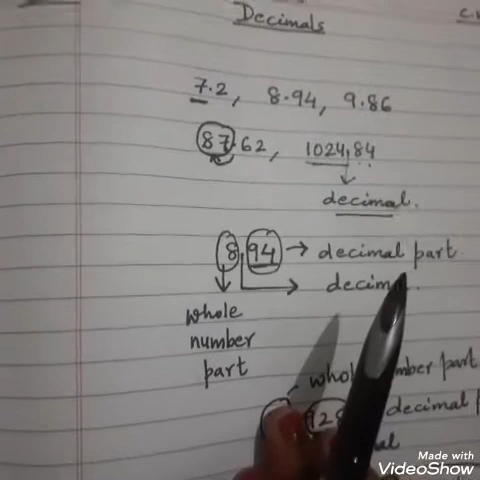 Decimals
7.2, 8.94, 9.86
87.62, 1024.84
decimal.
8.94 → decimal part
whole
number
part
part
decimal
Made with
VideoShow